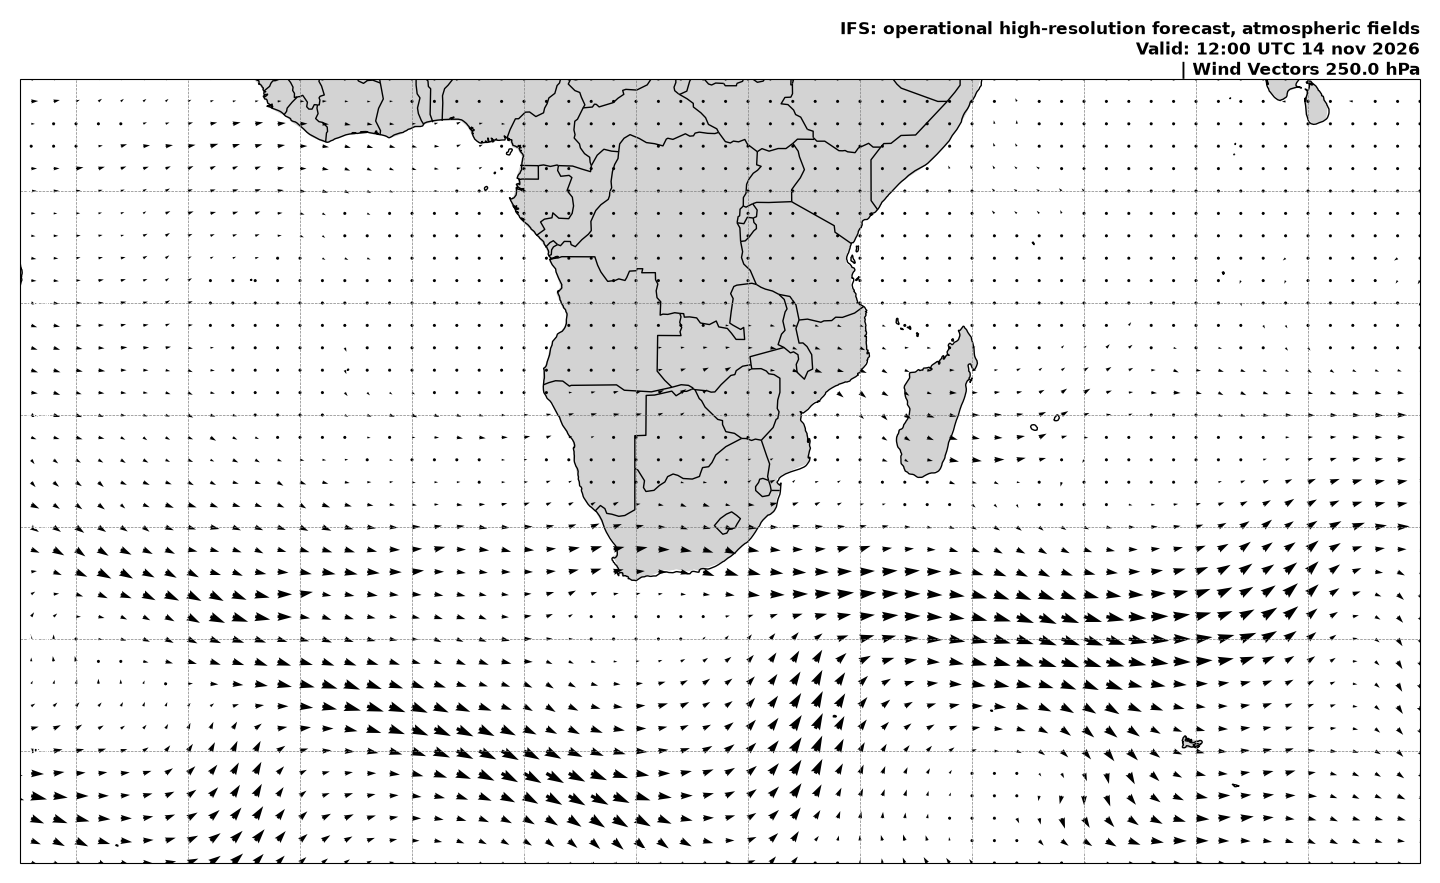 IFS: operational high-resolution forecast, atmospheric fields
Valid: 12:00 UTC 14 nov 2026
| Wind Vectors 250.0 hPa